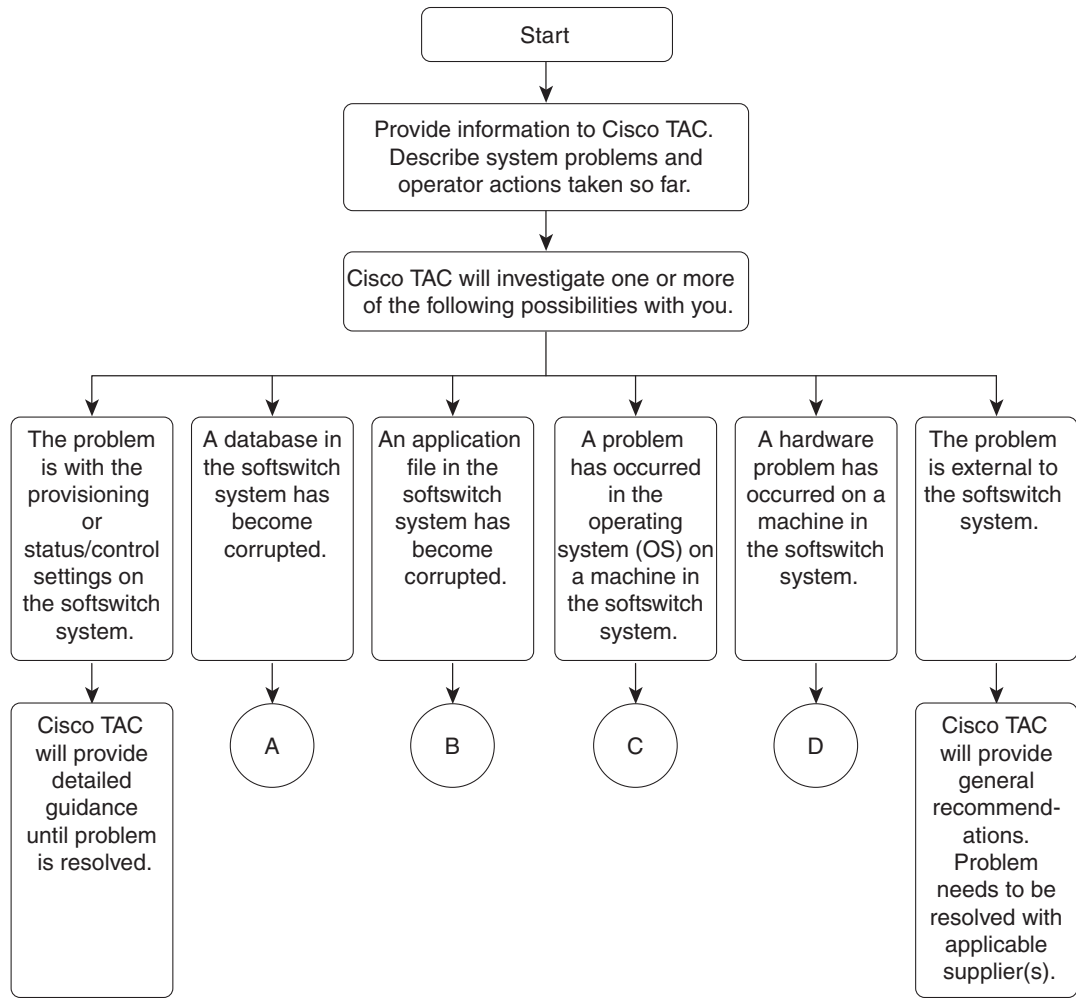 Start
Provide information to Cisco TAC.
Describe system problems and
operator actions taken so far.
Cisco TAC will investigate one or more
of the following possibilities with you.
The problem
is with the
provisioning
or
status/control
settings on
the softswitch
system.
A database in
the softswitch
system has
become
corrupted.
An application
file in the
softswitch
system has
become
corrupted.
A problem
has occurred
in the
operating
system (OS) on
a machine in
the softswitch
system.
A hardware
problem has
occurred on a
machine in
the softswitch
system.
The problem
is external to
the softswitch
system.
Cisco TAC
will provide
detailed
guidance
until problem
is resolved.
A
B
C
D
Cisco TAC
will provide
general
recommend-
ations.
Problem
needs to be
resolved with
applicable
supplier(s).